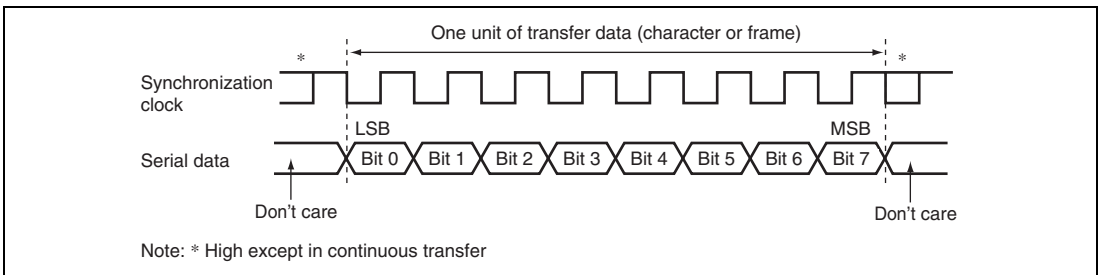 One unit of transfer data (character or frame)
* *
Synchronization
clock
LSB MSB
Serial data Bit 0 Bit 1 Bit 2 Bit 3 Bit 4 Bit 5 Bit 6 Bit 7
Don't care Don't care
Note: * High except in continuous transfer